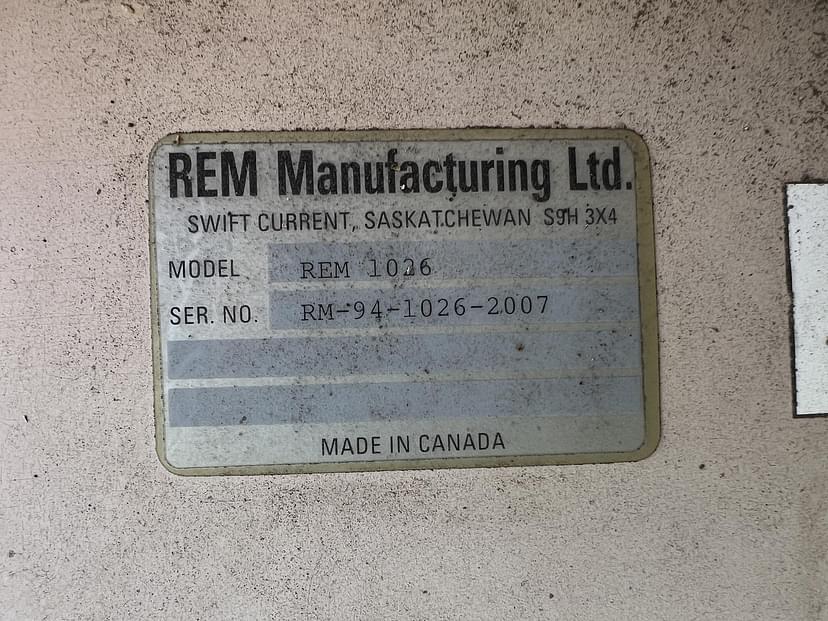 REM Manufacturing Ltd.
SWIFT CURRENT, SASKATCHEWAN S9H 3X4
MODEL REM 1026
SER. NO. RM-94-1026-2007
MADE IN CANADA